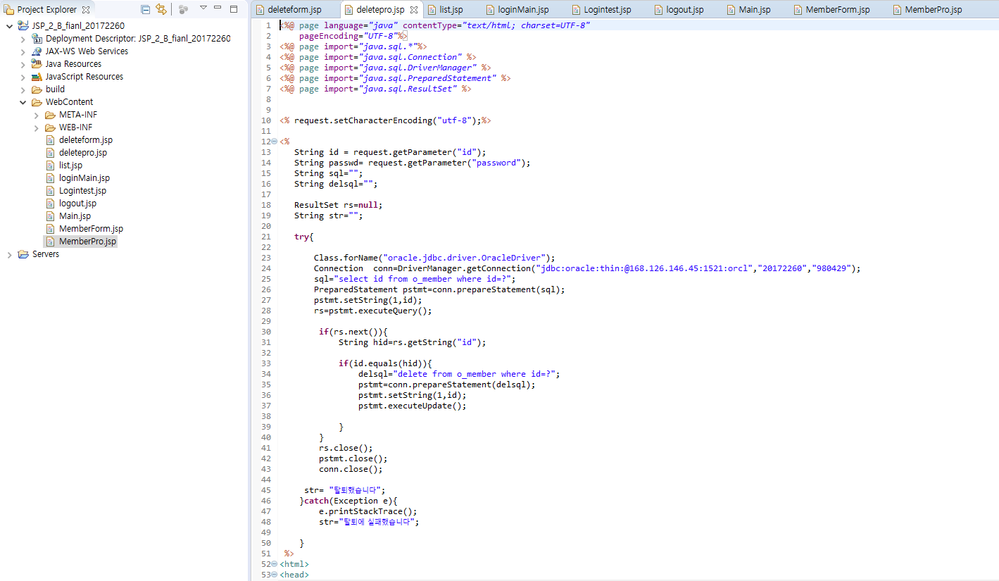 Project Explorer
JSP_2_B_fianl_20172260
Deployment Descriptor: JSP_2_B_fianl_20172260
JAX-WS Web Services
Java Resources
JavaScript Resources
build
WebContent
META-INF
WEB-INF
deleteform.jsp
deletepro.jsp
list.jsp
loginMain.jsp
Logintest.jsp
logout.jsp
Main.jsp
MemberForm.jsp
MemberPro.jsp
Servers
deleteform.jsp deletepro.jsp list.jsp loginMain.jsp Logintest.jsp logout.jsp Main.jsp MemberForm.jsp MemberPro.jsp
1 <%@ page language="java" contentType="text/html; charset=UTF-8"
2     pageEncoding="UTF-8"%>
3 <%@ page import="java.sql.*"%>
4 <%@ page import="java.sql.Connection" %>
5 <%@ page import="java.sql.DriverManager" %>
6 <%@ page import="java.sql.PreparedStatement" %>
7 <%@ page import="java.sql.ResultSet" %>
8
9
10 <% request.setCharacterEncoding("utf-8");%>
11
12 <%
13    String id = request.getParameter("id");
14    String passwd= request.getParameter("password");
15    String sql="";
16    String delsql="";
17
18    ResultSet rs=null;
19    String str="";
20
21    try{
22
23        Class.forName("oracle.jdbc.driver.OracleDriver");
24        Connection  conn=DriverManager.getConnection("jdbc:oracle:thin:@168.126.146.45:1521:orcl","20172260","980429");
25        sql="select id from o_member where id=?";
26        PreparedStatement pstmt=conn.prepareStatement(sql);
27        pstmt.setString(1,id);
28        rs=pstmt.executeQuery();
29
30         if(rs.next()){
31             String hid=rs.getString("id");
32
33             if(id.equals(hid)){
34                 delsql="delete from o_member where id=?";
35                 pstmt=conn.prepareStatement(delsql);
36                 pstmt.setString(1,id);
37                 pstmt.executeUpdate();
38
39             }
40         }
41         rs.close();
42         pstmt.close();
43         conn.close();
44
45      str= "탈퇴했습니다";
46     }catch(Exception e){
47         e.printStackTrace();
48         str="탈퇴에 실패했습니다";
49
50     }
51  %>
52 <html>
53 <head>